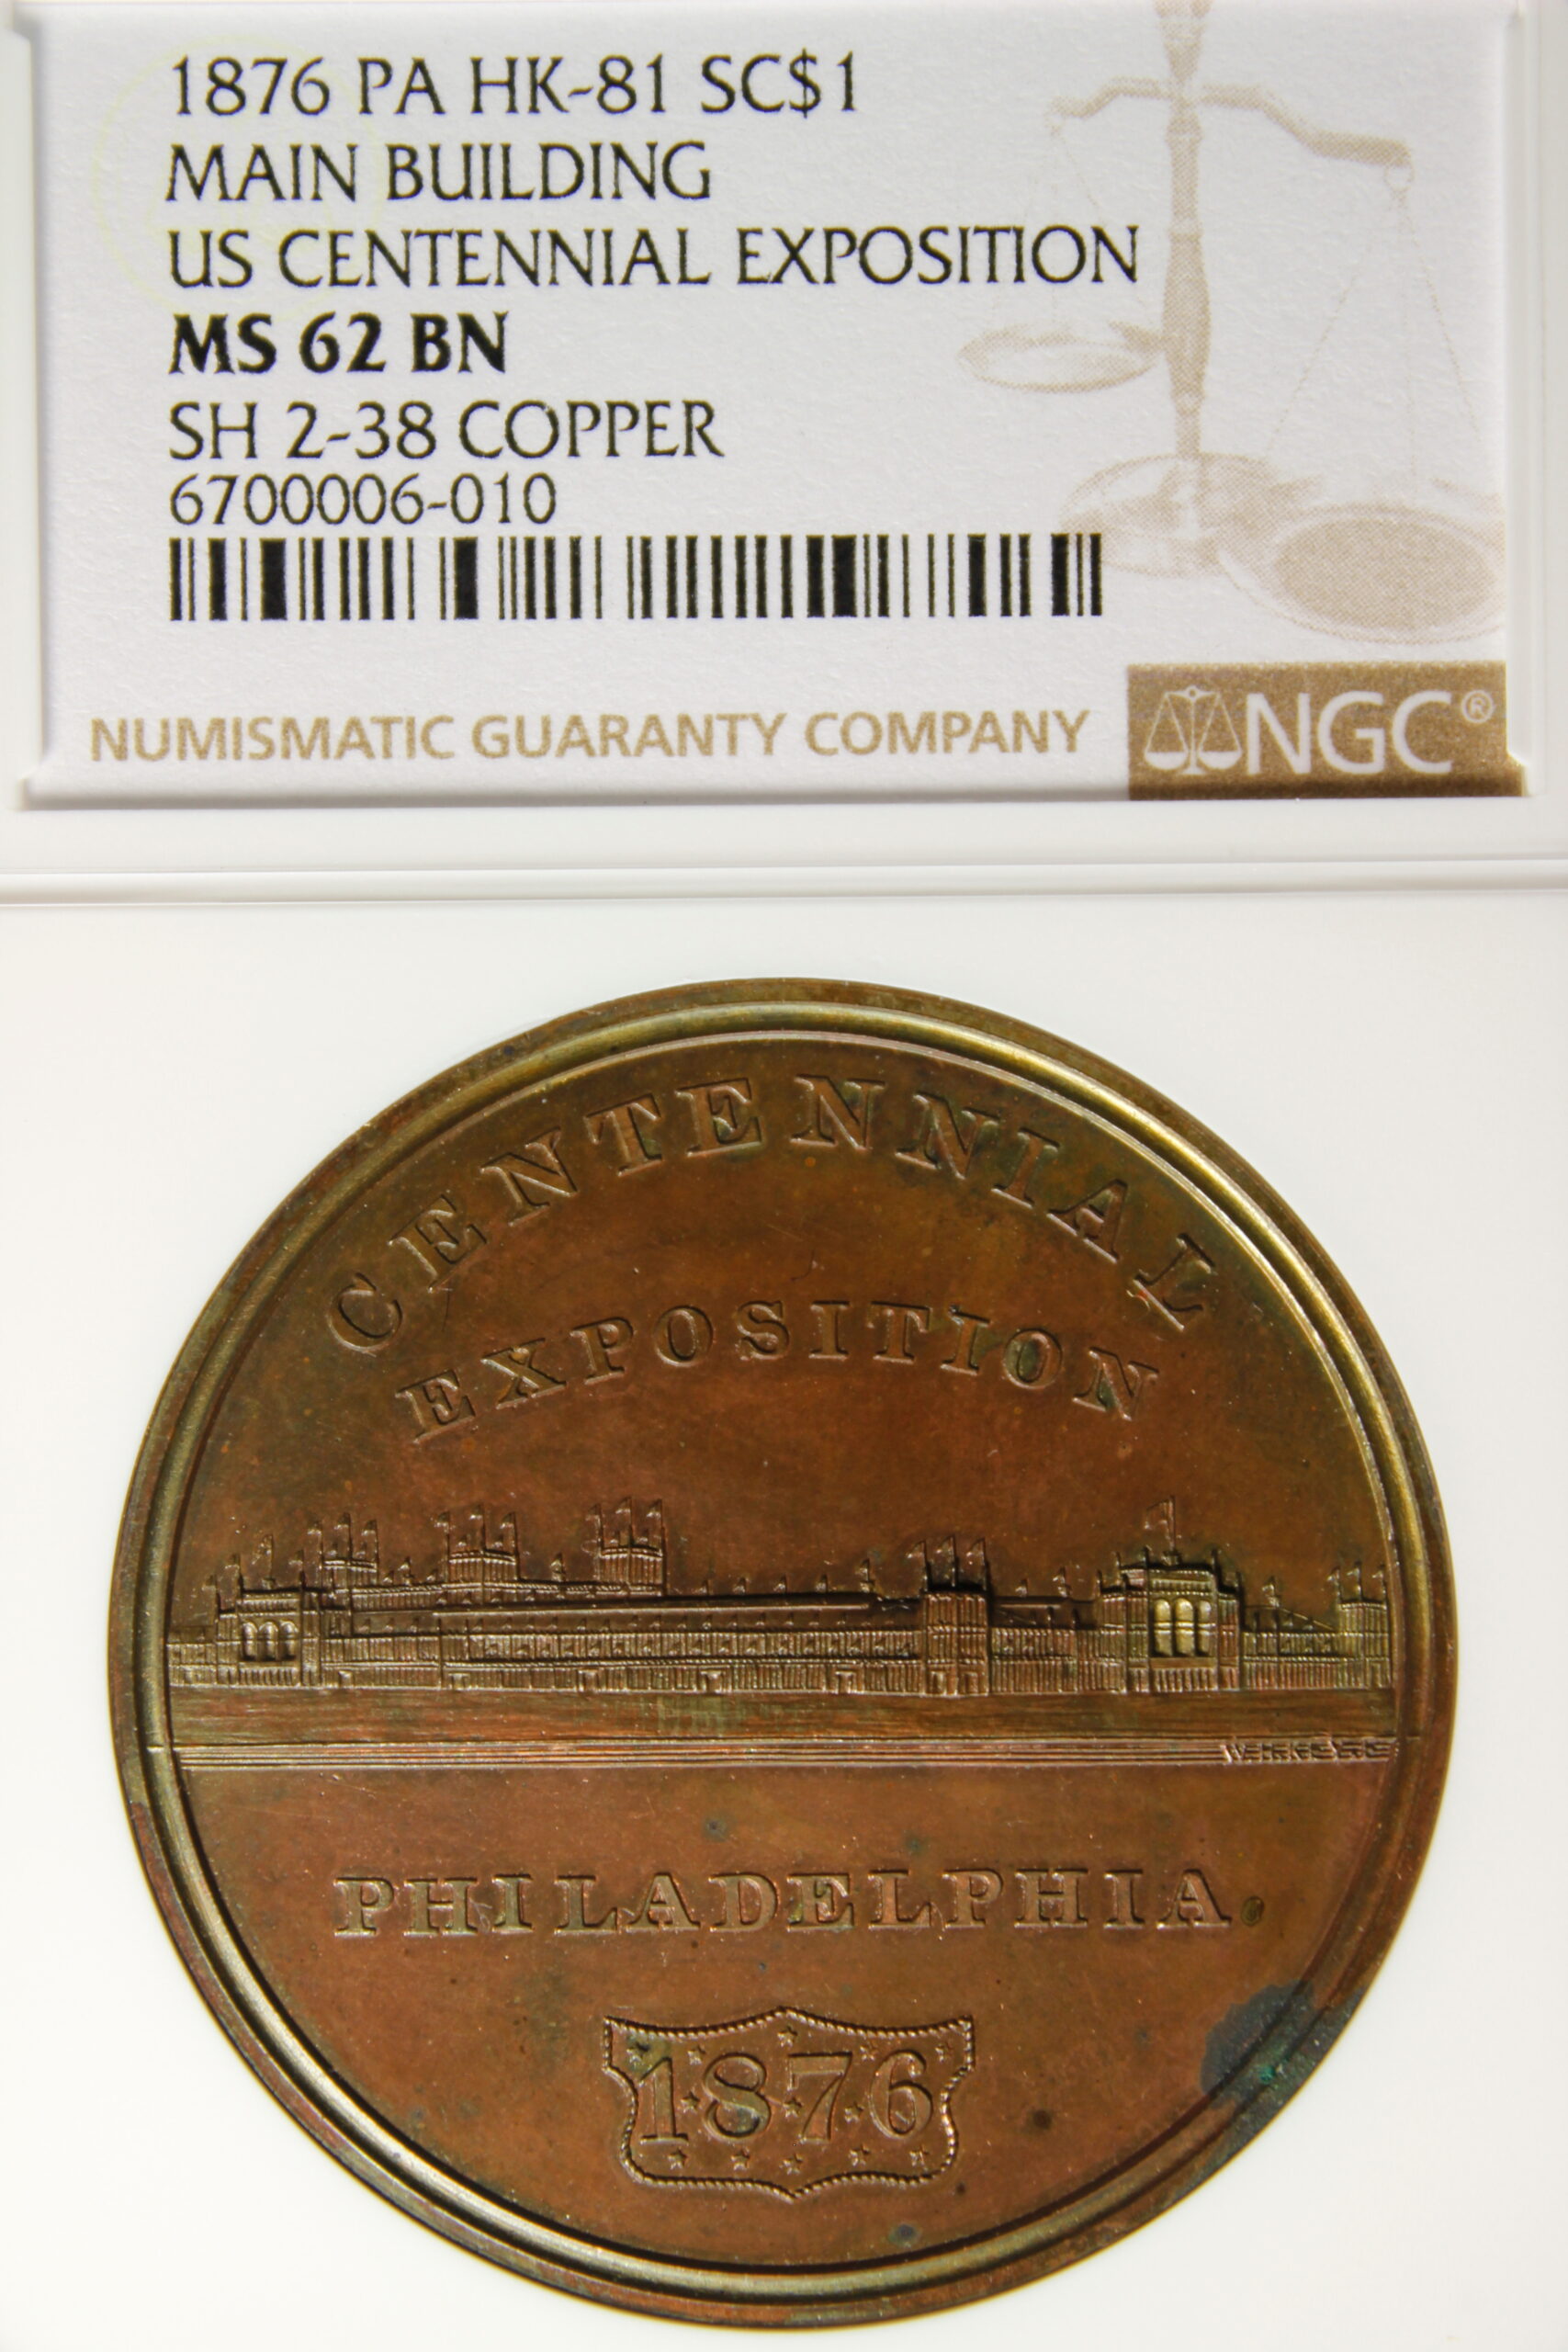 1876 PA HK-81 SC$1
MAIN BUILDING
US CENTENNIAL EXPOSITION
MS 62 BN
SH 2-38 COPPER
6700006-010
NUMISMATIC GUARANTY COMPANY
NGC®
CENTENNIAL
EXPOSITION
PHILADELPHIA.
1876